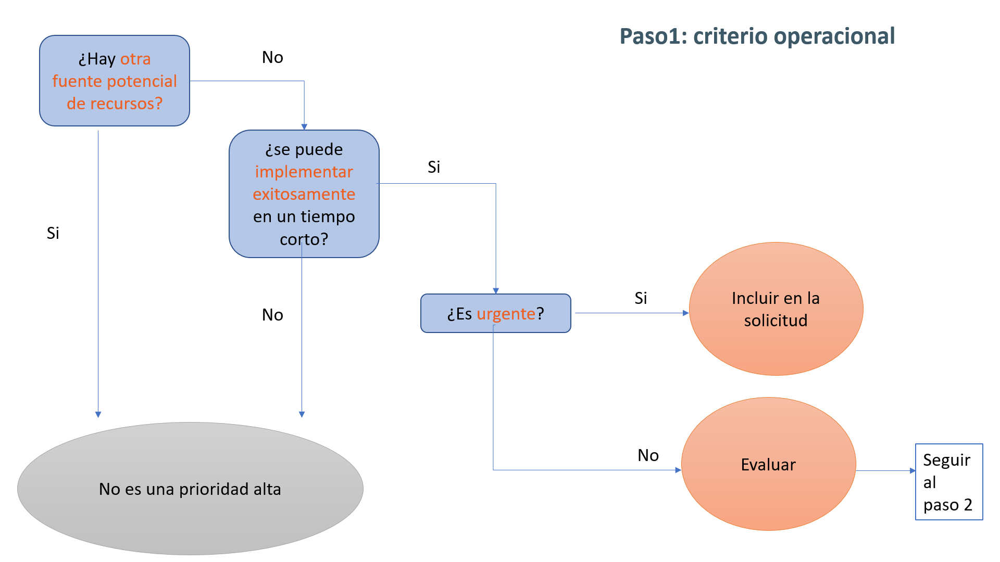 Paso1: criterio operacional
¿Hay otra
fuente potencial
de recursos?
No
¿se puede
implementar
exitosamente
en un tiempo
corto?
Si
Si
No
¿Es urgente?
Si
Incluir en la
solicitud
No
Evaluar
Seguir
al
paso 2
No es una prioridad alta